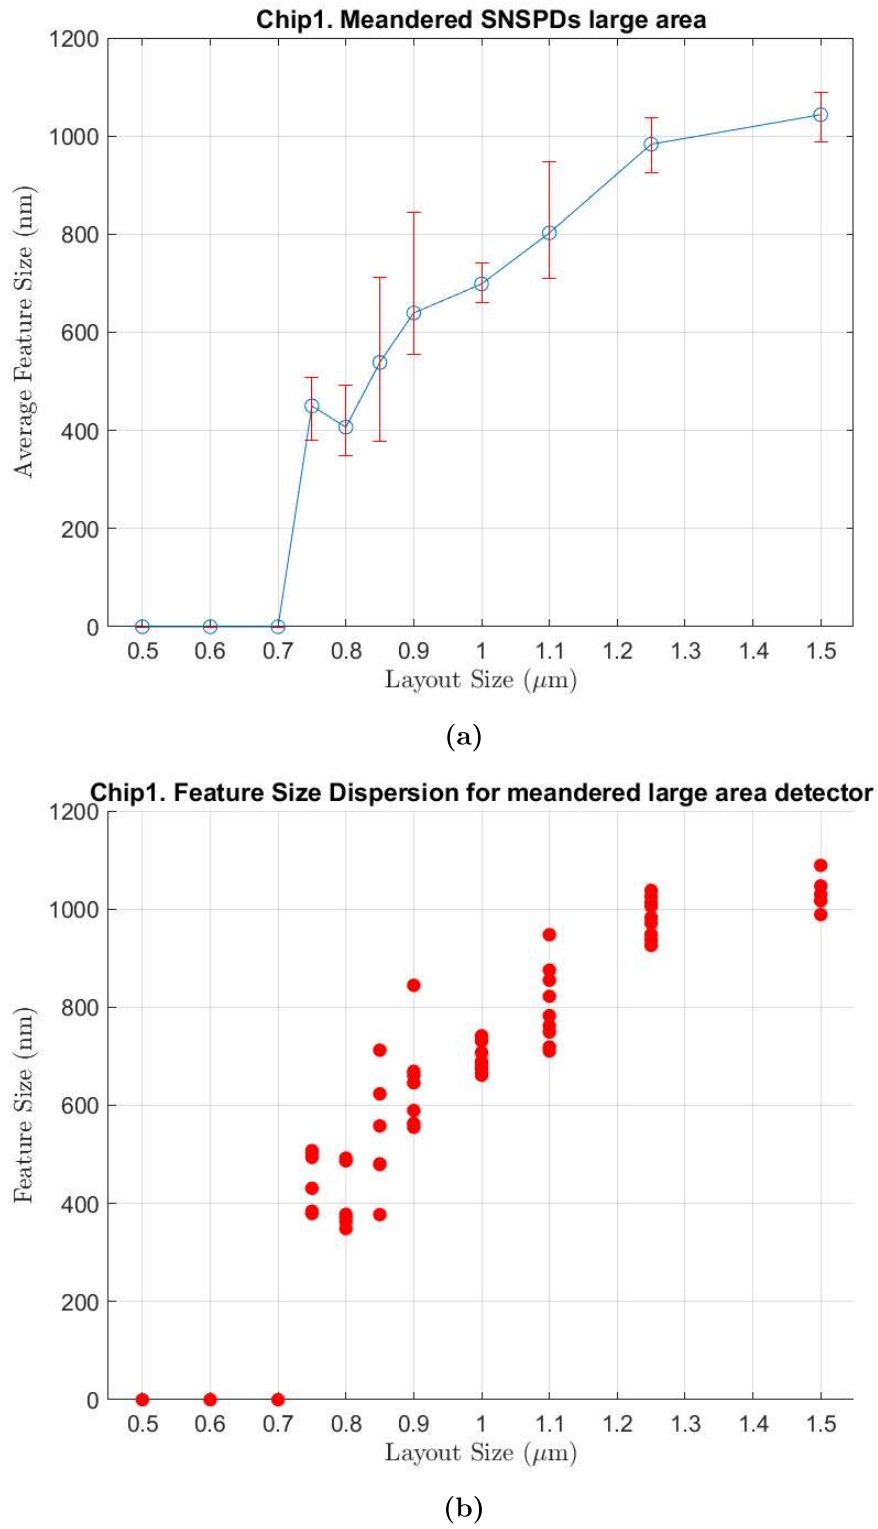 Chip1. Meandered SNSPDs large area
1200
1000
800
600
400
200
0
Average Feature Size (nm)
0.5 0.6 0.7 0.8 0.9 1 1.1 1.2 1.3 1.4 1.5
Layout Size (μm)
(a)
Chip1. Feature Size Dispersion for meandered large area detector
1200
1000
800
600
400
200
0
Feature Size (nm)
0.5 0.6 0.7 0.8 0.9 1 1.1 1.2 1.3 1.4 1.5
Layout Size (μm)
(b)